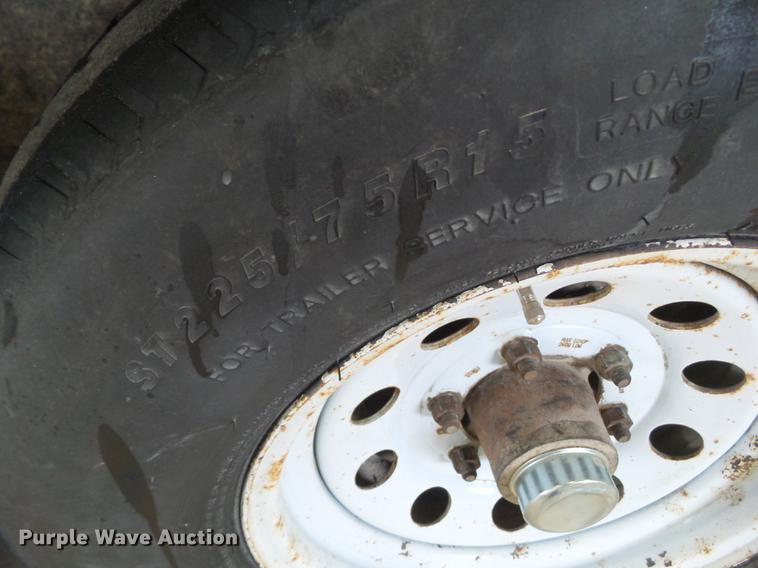 LOAD
RANGE E
ST225/75R15
FOR TRAILER SERVICE ONLY
Purple Wave Auction®